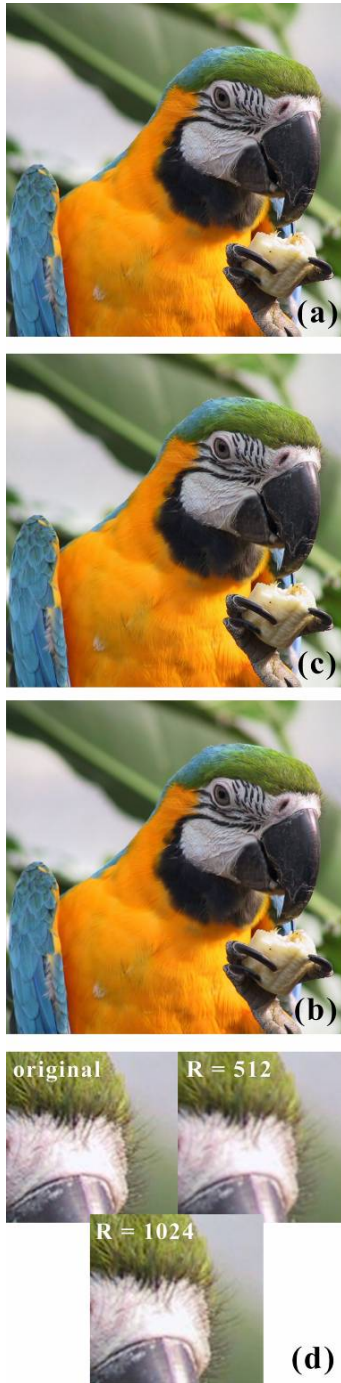 (a)
(c)
(b)
original
R = 512
R = 1024
(d)